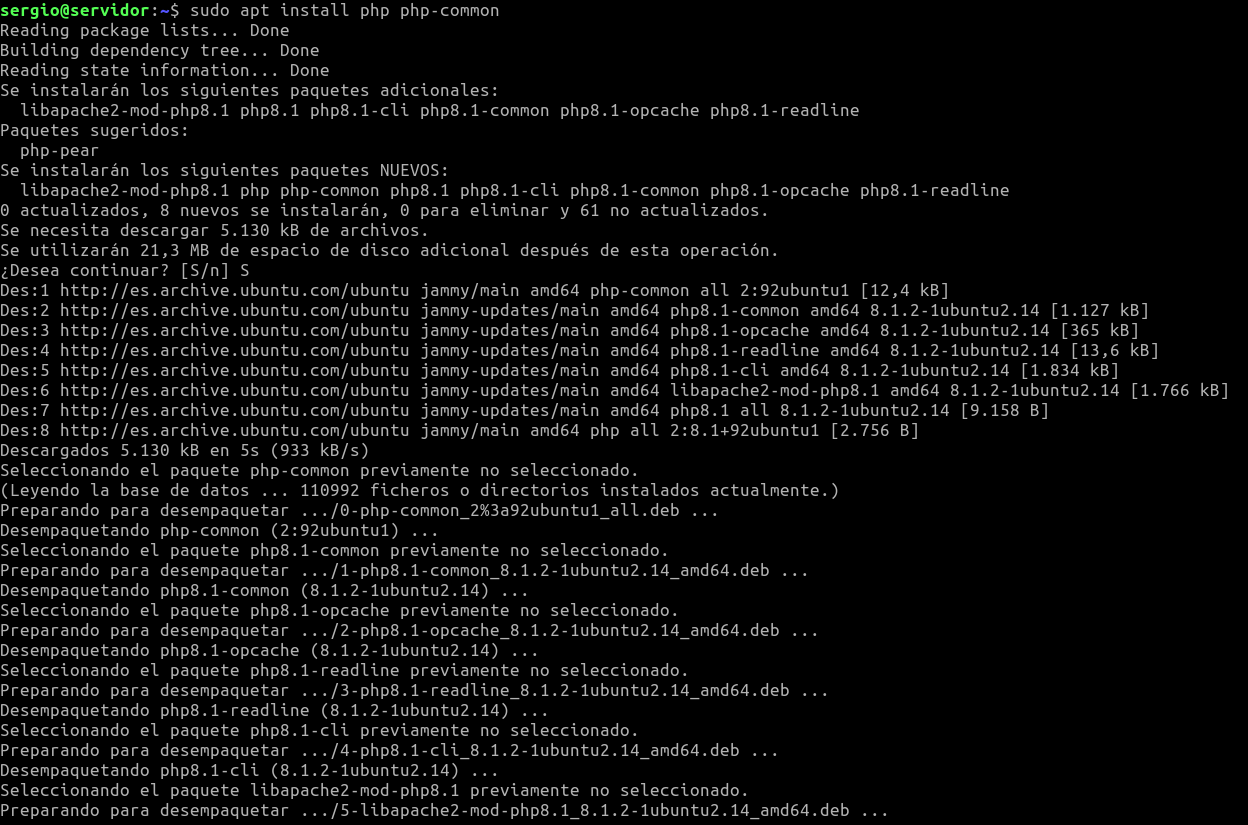 sergio@servidor:~$ sudo apt install php php-common
Reading package lists... Done
Building dependency tree... Done
Reading state information... Done
Se instalarán los siguientes paquetes adicionales:
  libapache2-mod-php8.1 php8.1 php8.1-cli php8.1-common php8.1-opcache php8.1-readline
Paquetes sugeridos:
  php-pear
Se instalarán los siguientes paquetes NUEVOS:
  libapache2-mod-php8.1 php php-common php8.1 php8.1-cli php8.1-common php8.1-opcache php8.1-readline
0 actualizados, 8 nuevos se instalarán, 0 para eliminar y 61 no actualizados.
Se necesita descargar 5.130 kB de archivos.
Se utilizarán 21,3 MB de espacio de disco adicional después de esta operación.
¿Desea continuar? [S/n] S
Des:1 http://es.archive.ubuntu.com/ubuntu jammy/main amd64 php-common all 2:92ubuntu1 [12,4 kB]
Des:2 http://es.archive.ubuntu.com/ubuntu jammy-updates/main amd64 php8.1-common amd64 8.1.2-1ubuntu2.14 [1.127 kB]
Des:3 http://es.archive.ubuntu.com/ubuntu jammy-updates/main amd64 php8.1-opcache amd64 8.1.2-1ubuntu2.14 [365 kB]
Des:4 http://es.archive.ubuntu.com/ubuntu jammy-updates/main amd64 php8.1-readline amd64 8.1.2-1ubuntu2.14 [13,6 kB]
Des:5 http://es.archive.ubuntu.com/ubuntu jammy-updates/main amd64 php8.1-cli amd64 8.1.2-1ubuntu2.14 [1.834 kB]
Des:6 http://es.archive.ubuntu.com/ubuntu jammy-updates/main amd64 libapache2-mod-php8.1 amd64 8.1.2-1ubuntu2.14 [1.766 kB]
Des:7 http://es.archive.ubuntu.com/ubuntu jammy-updates/main amd64 php8.1 all 8.1.2-1ubuntu2.14 [9.158 B]
Des:8 http://es.archive.ubuntu.com/ubuntu jammy/main amd64 php all 2:8.1+92ubuntu1 [2.756 B]
Descargados 5.130 kB en 5s (933 kB/s)
Seleccionando el paquete php-common previamente no seleccionado.
(Leyendo la base de datos ... 110992 ficheros o directorios instalados actualmente.)
Preparando para desempaquetar .../0-php-common_2%3a92ubuntu1_all.deb ...
Desempaquetando php-common (2:92ubuntu1) ...
Seleccionando el paquete php8.1-common previamente no seleccionado.
Preparando para desempaquetar .../1-php8.1-common_8.1.2-1ubuntu2.14_amd64.deb ...
Desempaquetando php8.1-common (8.1.2-1ubuntu2.14) ...
Seleccionando el paquete php8.1-opcache previamente no seleccionado.
Preparando para desempaquetar .../2-php8.1-opcache_8.1.2-1ubuntu2.14_amd64.deb ...
Desempaquetando php8.1-opcache (8.1.2-1ubuntu2.14) ...
Seleccionando el paquete php8.1-readline previamente no seleccionado.
Preparando para desempaquetar .../3-php8.1-readline_8.1.2-1ubuntu2.14_amd64.deb ...
Desempaquetando php8.1-readline (8.1.2-1ubuntu2.14) ...
Seleccionando el paquete php8.1-cli previamente no seleccionado.
Preparando para desempaquetar .../4-php8.1-cli_8.1.2-1ubuntu2.14_amd64.deb ...
Desempaquetando php8.1-cli (8.1.2-1ubuntu2.14) ...
Seleccionando el paquete libapache2-mod-php8.1 previamente no seleccionado.
Preparando para desempaquetar .../5-libapache2-mod-php8.1_8.1.2-1ubuntu2.14_amd64.deb ...